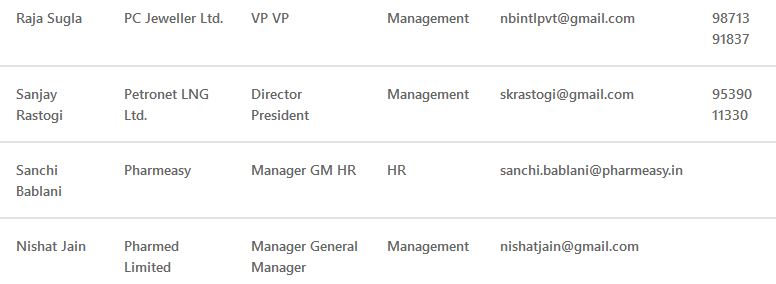 Raja Sugla PC Jeweller Ltd. VP VP Management nbintlpvt@gmail.com 98713
91837
Sanjay Petronet LNG Director Management skrastogi@gmail.com 95390
Rastogi Ltd. President 11330
Sanchi Pharmeasy Manager GM HR HR sanchi.bablani@pharmeasy.in
Bablani
Nishat Jain Pharmed Manager General Management nishatjain@gmail.com
Limited Manager